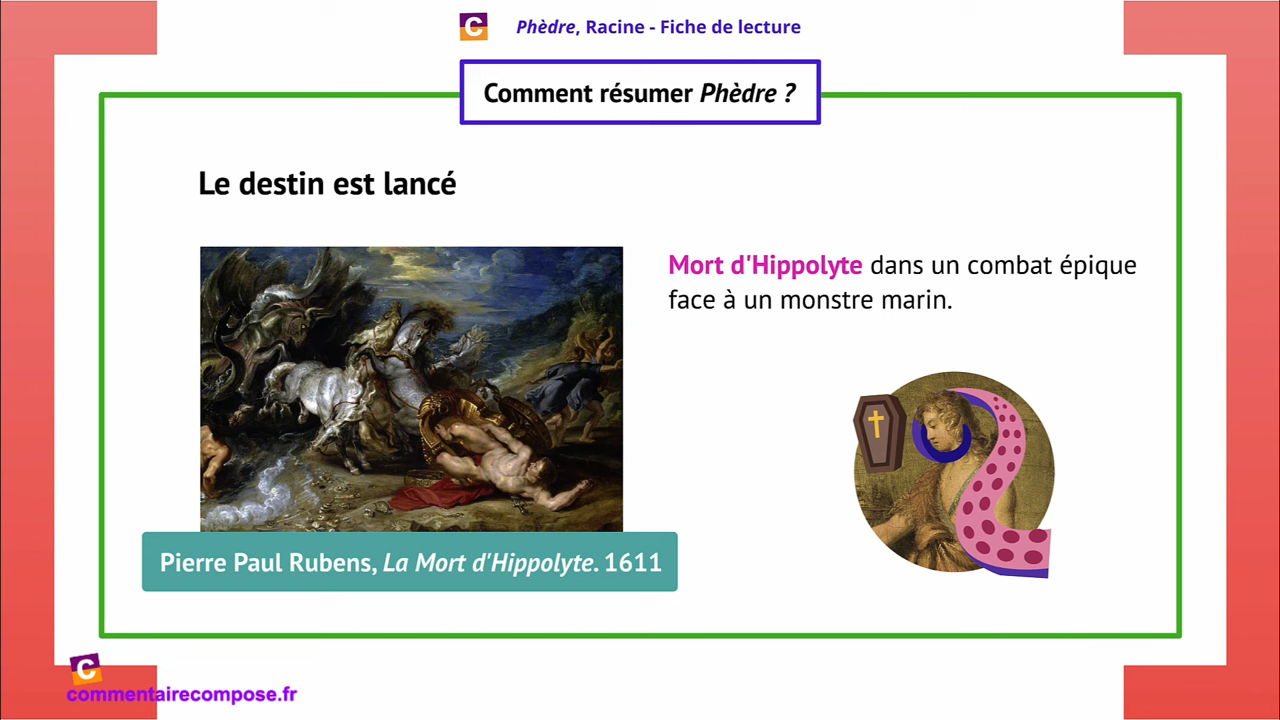 C
Phèdre, Racine - Fiche de lecture
Comment résumer Phèdre ?
Le destin est lancé
Mort d'Hippolyte dans un combat épique
face à un monstre marin.
Pierre Paul Rubens, La Mort d'Hippolyte. 1611
C
commentairecompose.fr